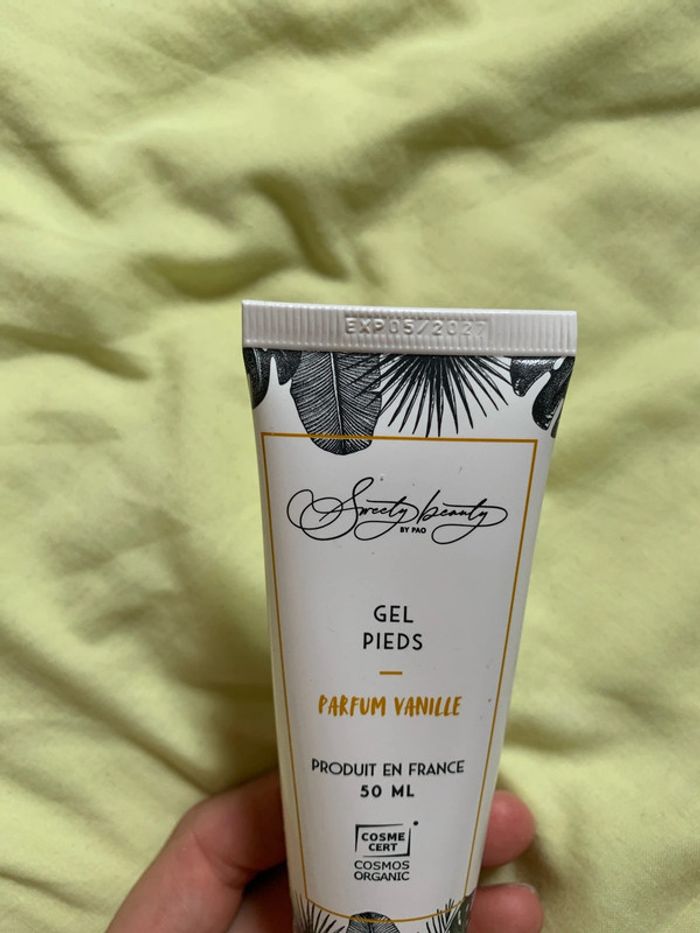 EXP05/2027
Sweety beauty
BY PAO
GEL
PIEDS
PARFUM VANILLE
PRODUIT EN FRANCE
50 ML
COSME
CERT
COSMOS
ORGANIC